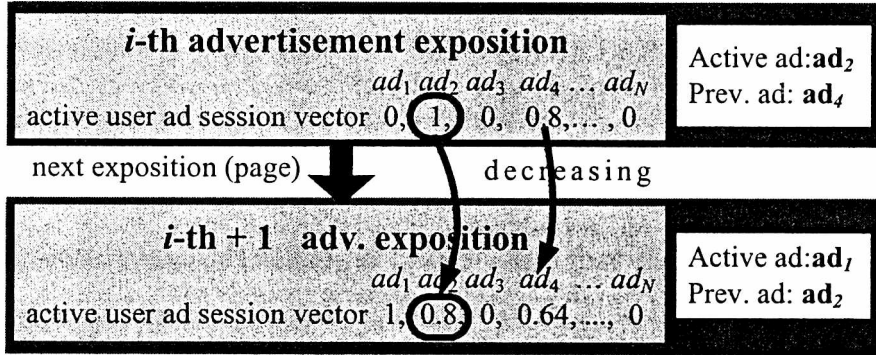 i-th advertisement exposition
ad1 ad2 ad3 ad4 ... adN
active user ad session vector 0, 1, 0, 0.8,..., 0
Active ad:ad2
Prev. ad: ad4
next exposition (page) decreasing
i-th + 1 adv. exposition
ad1 ad2 ad3 ad4 ... adN
active user ad session vector 1, 0.8, 0, 0.64,...., 0
Active ad:ad1
Prev. ad: ad2